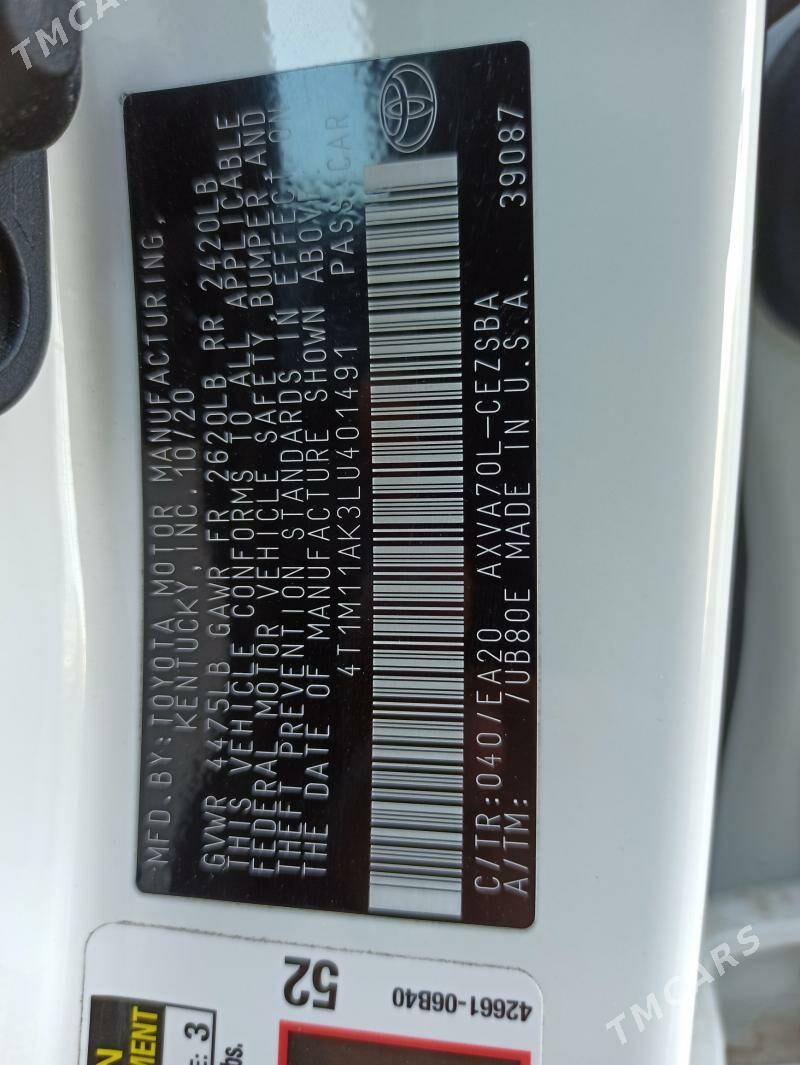 MFD.BY:TOYOTA MOTOR MANUFACTURING,
KENTUCKY,INC. 10/20
GVWR 4475LB GAWR FR 2620LB RR 2420LB
THIS VEHICLE CONFORMS TO ALL APPLICABLE
FEDERAL MOTOR VEHICLE SAFETY,BUMPER,AND
THEFT PREVENTION STANDARDS IN EFFECT ON
THE DATE OF MANUFACTURE SHOWN ABOVE.
4T1M11AK3LU401491 PASS CAR
C/TR:040/EA20 AXVA70L-CEZSBA
A/TM: /UB80E MADE IN U.S.A. 39087
52
42661-06B40
MENT
: 3
bs.
TMCARS
TMCARS